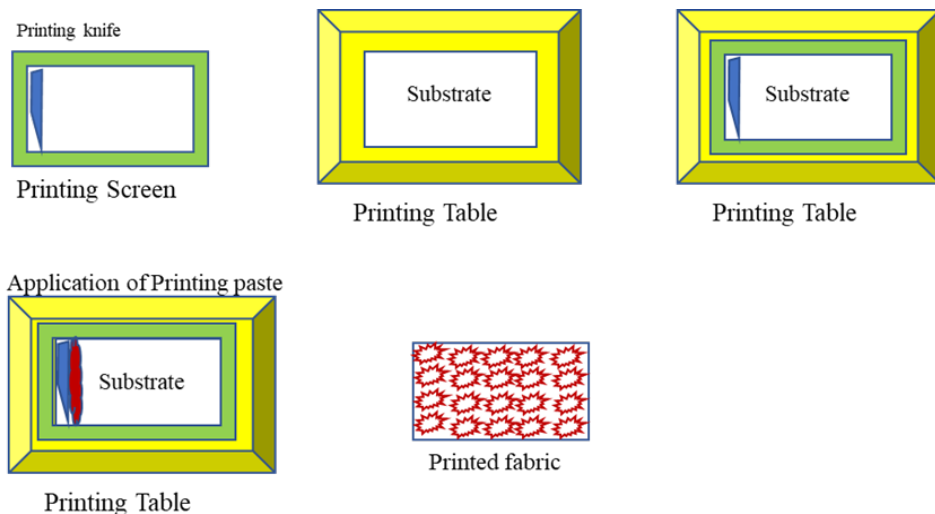 Printing knife
Printing Screen
Substrate
Printing Table
Substrate
Printing Table
Application of Printing paste
Substrate
Printing Table
Printed fabric